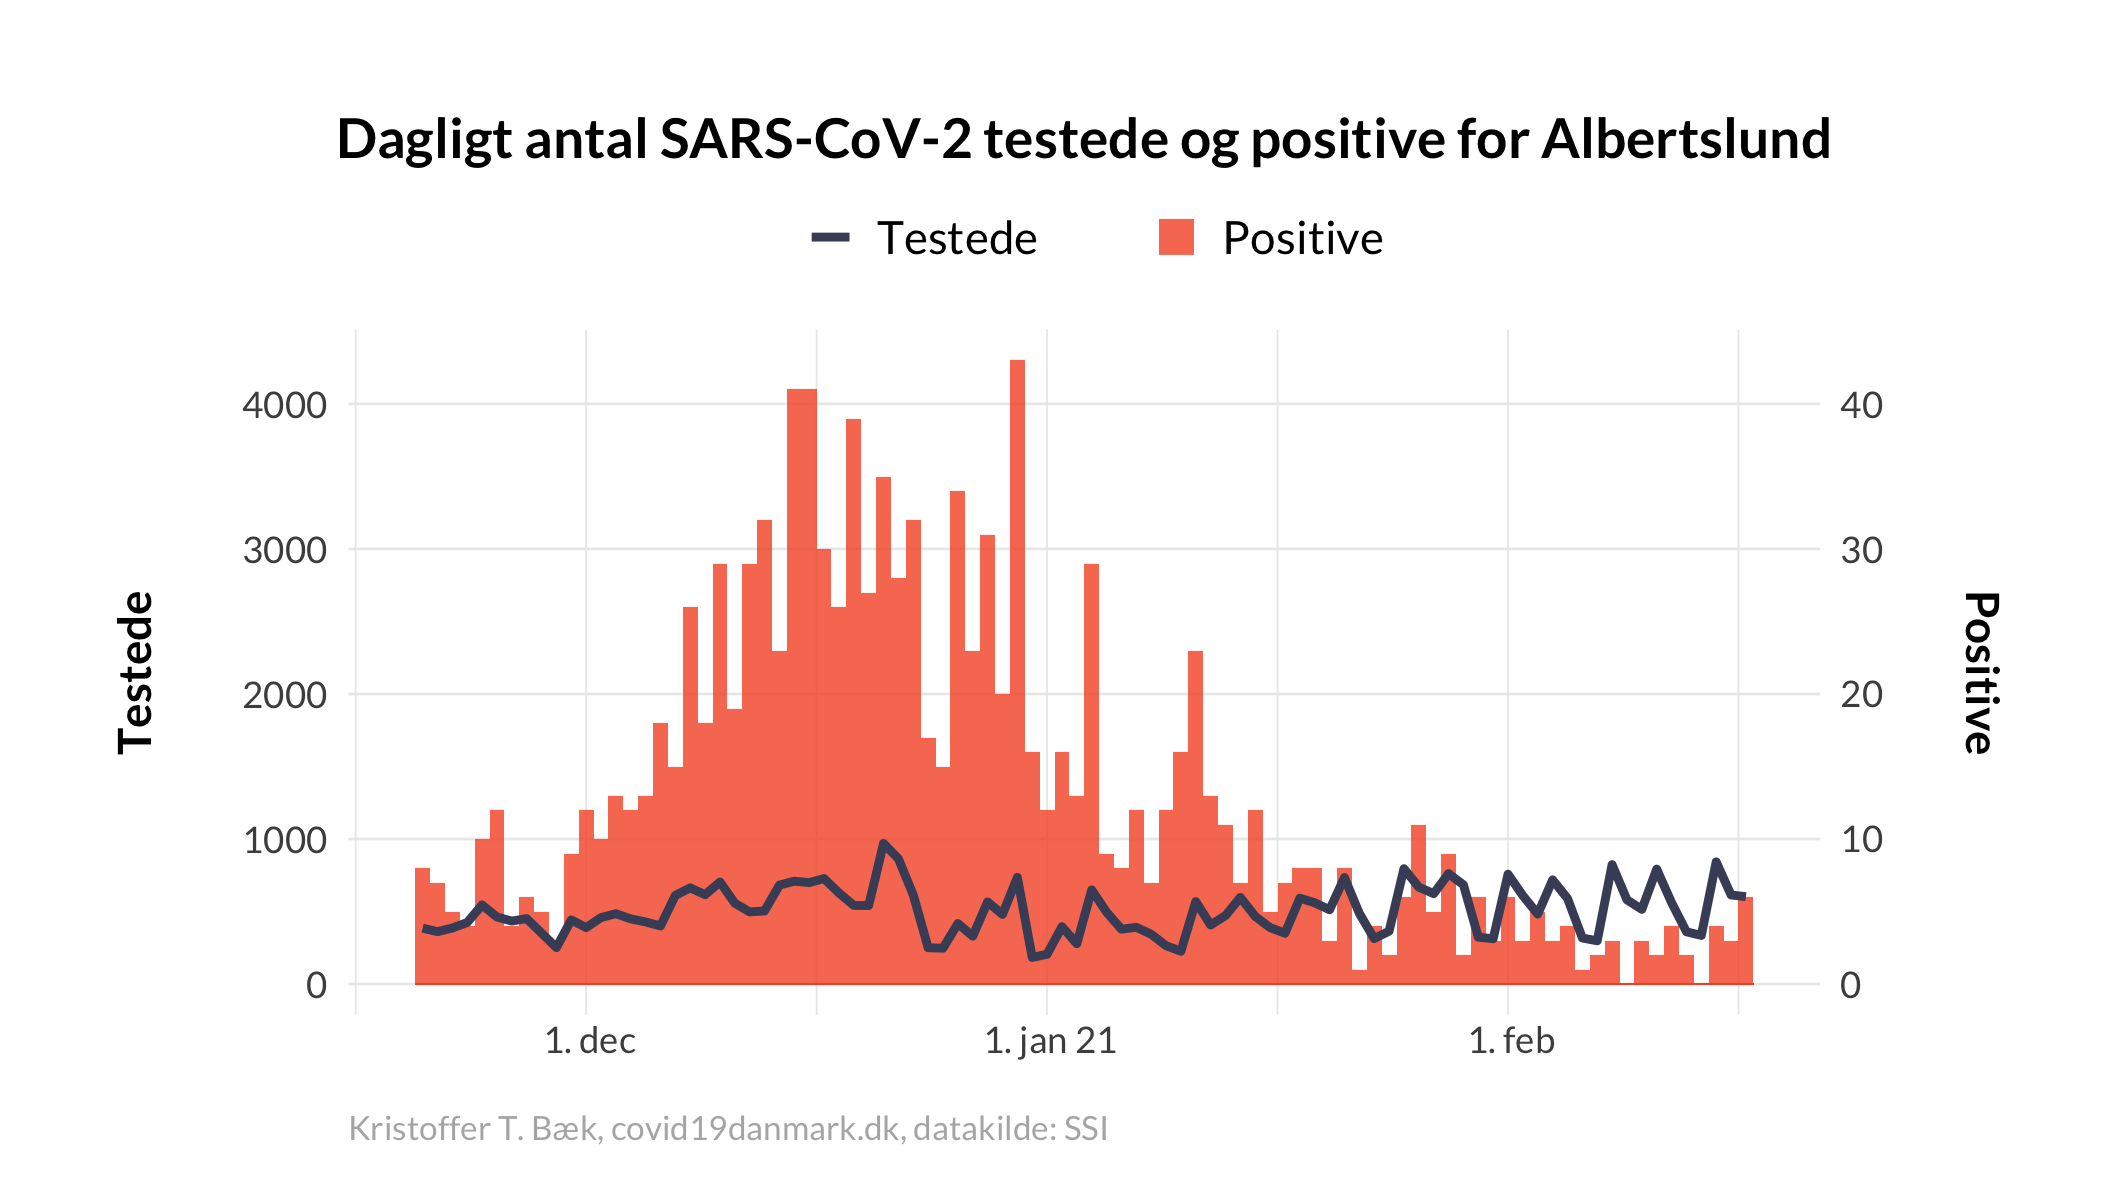 Dagligt antal SARS-CoV-2 testede og positive for Albertslund
Testede
Positive
4000
3000
2000
1000
0
Testede
40
30
20
10
0
Positive
1. dec
1. jan 21
1. feb
Kristoffer T. Bæk, covid19danmark.dk, datakilde: SSI